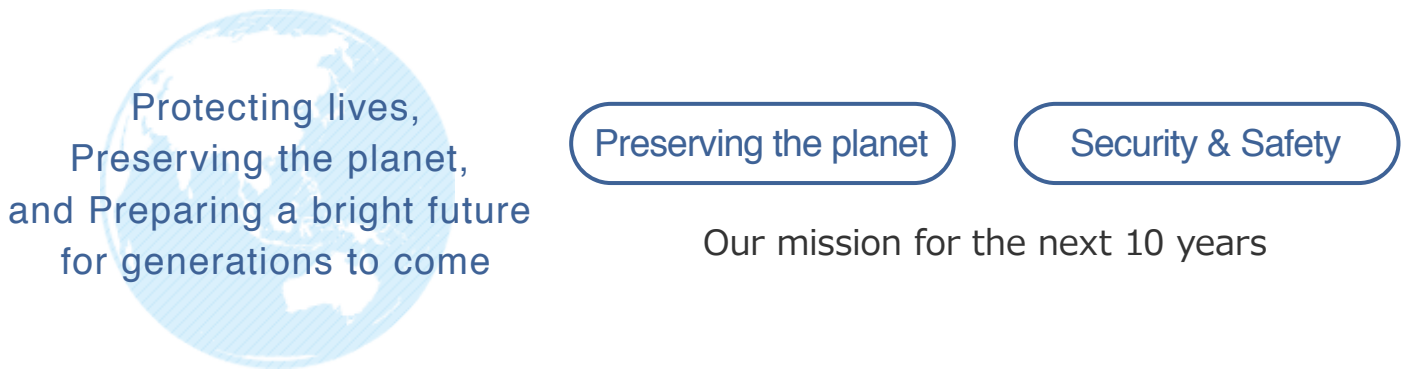 Protecting lives,
Preserving the planet,
and Preparing a bright future
for generations to come
Preserving the planet
Security & Safety
Our mission for the next 10 years